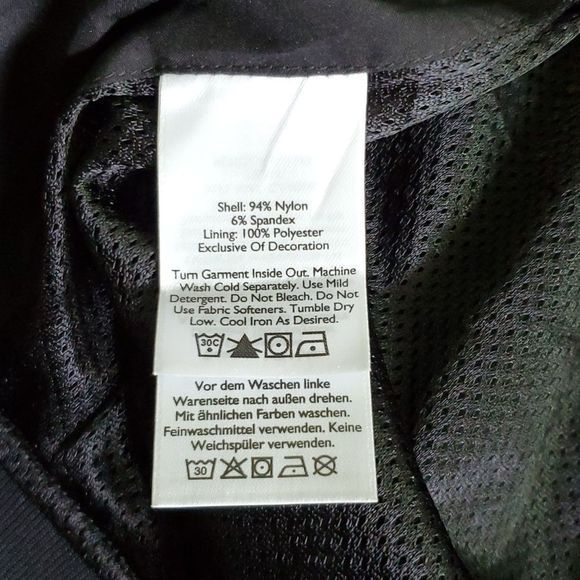 Shell: 94% Nylon
6% Spandex
Lining: 100% Polyester
Exclusive Of Decoration
Turn Garment Inside Out. Machine
Wash Cold Separately. Use Mild
Detergent. Do Not Bleach. Do Not
Use Fabric Softeners. Tumble Dry
Low. Cool Iron As Desired.
30C
Vor dem Waschen linke
Warenseite nach außen drehen.
Mit ähnlichen Farben waschen.
Feinwaschmittel verwenden. Keine
Weichspüler verwenden.
30